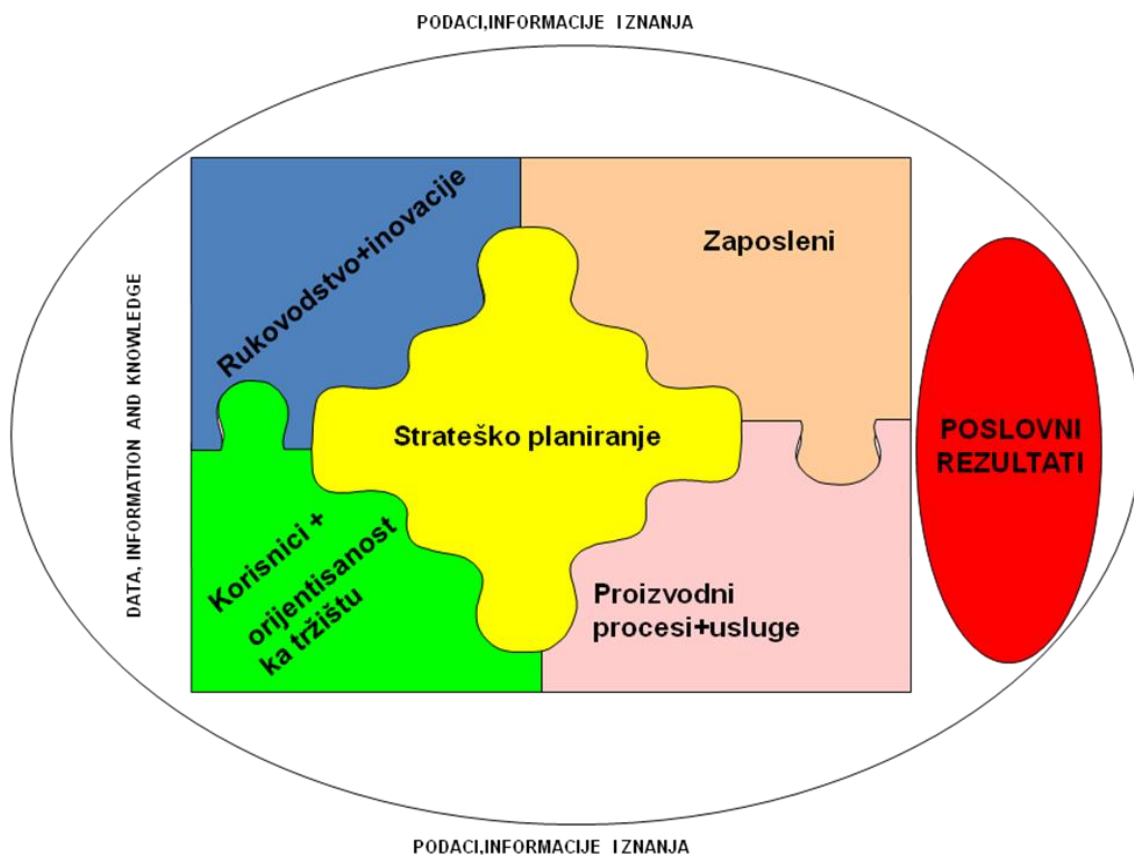 PODACI,INFORMACIJE I ZNANJA
Rukovodstvo+inovacije
Zaposleni
DATA, INFORMATION AND KNOWLEDGE
Strateško planiranje
POSLOVNI
REZULTATI
Korisnici +
orijentisanost
ka tržištu
Proizvodni
procesi+usluge
PODACI,INFORMACIJE I ZNANJA